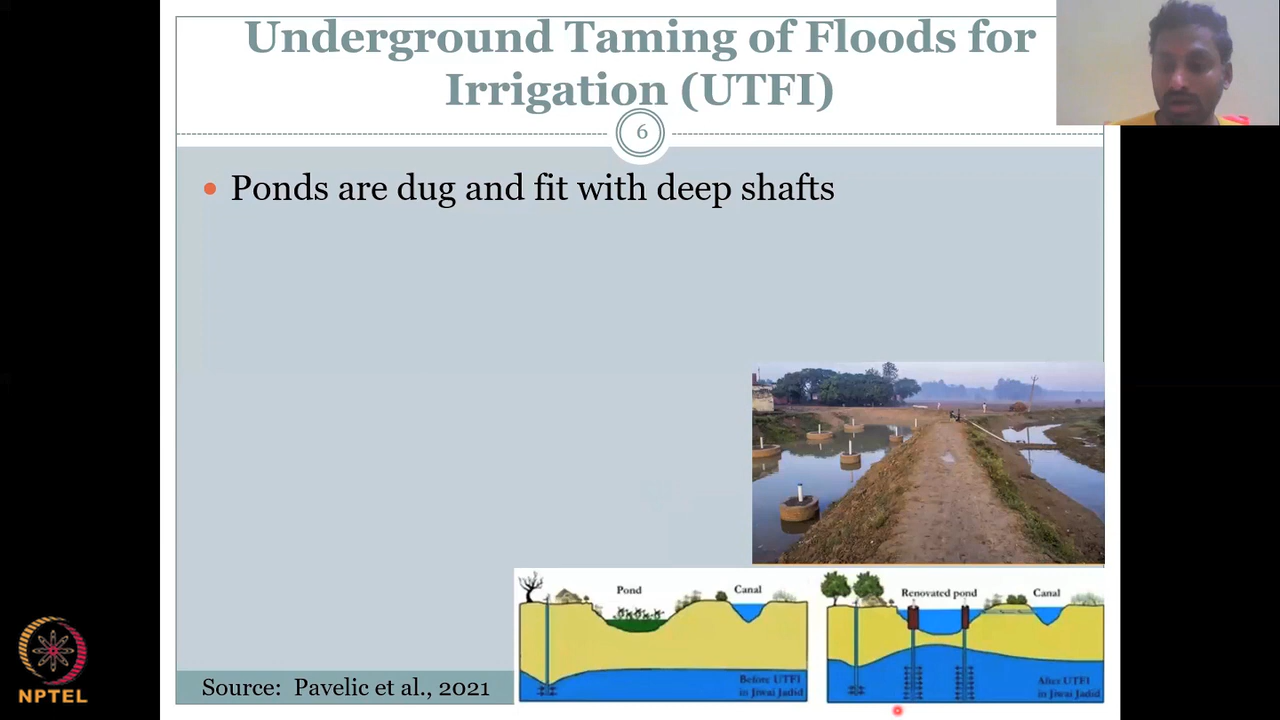 Underground Taming of Floods for
Irrigation (UTFI)
6
• Ponds are dug and fit with deep shafts
Pond
Canal
Before UTFI
in Jiwai Jadid
Renovated pond
Canal
After UTFI
in Jiwai Jadid
Source: Pavelic et al., 2021
NPTEL